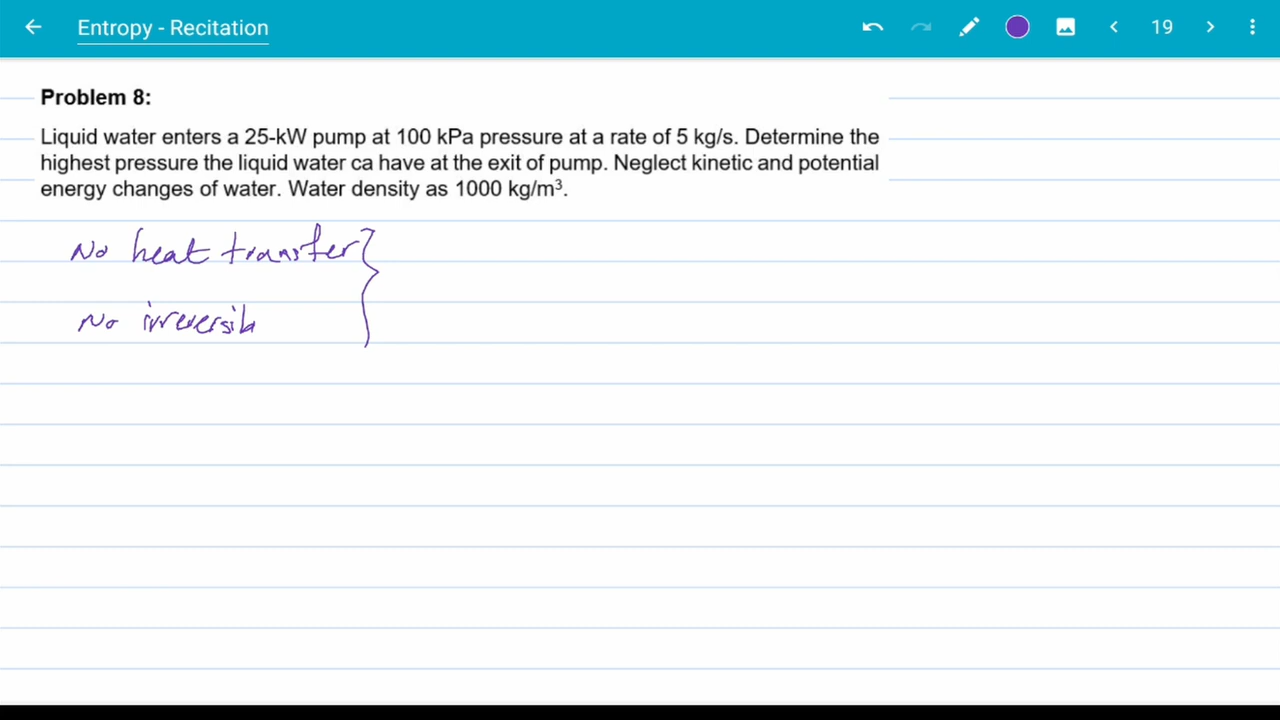 Entropy - Recitation
19
Problem 8:
Liquid water enters a 25-kW pump at 100 kPa pressure at a rate of 5 kg/s. Determine the
highest pressure the liquid water ca have at the exit of pump. Neglect kinetic and potential
energy changes of water. Water density as 1000 kg/m³.
No heat transfer
No irreversib